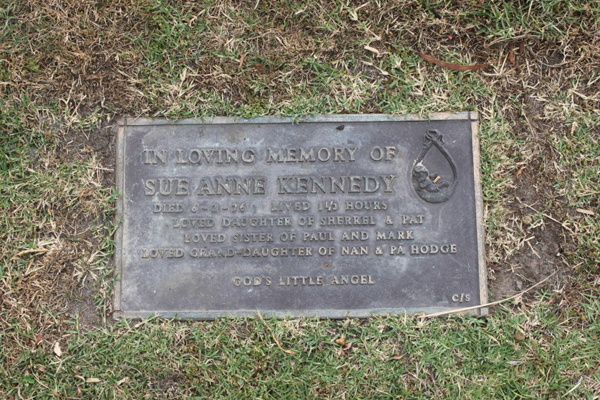 IN LOVING MEMORY OF
SUE ANNE KENNEDY
DIED LIVED HOURS
LOVED DAUGHTER OF SHERREL & PAT
LOVED SISTER OF PAUL AND MARK
LOVED GRAND-DAUGHTER OF NAN & PA HODGE
GOD'S LITTLE ANGEL
C/S